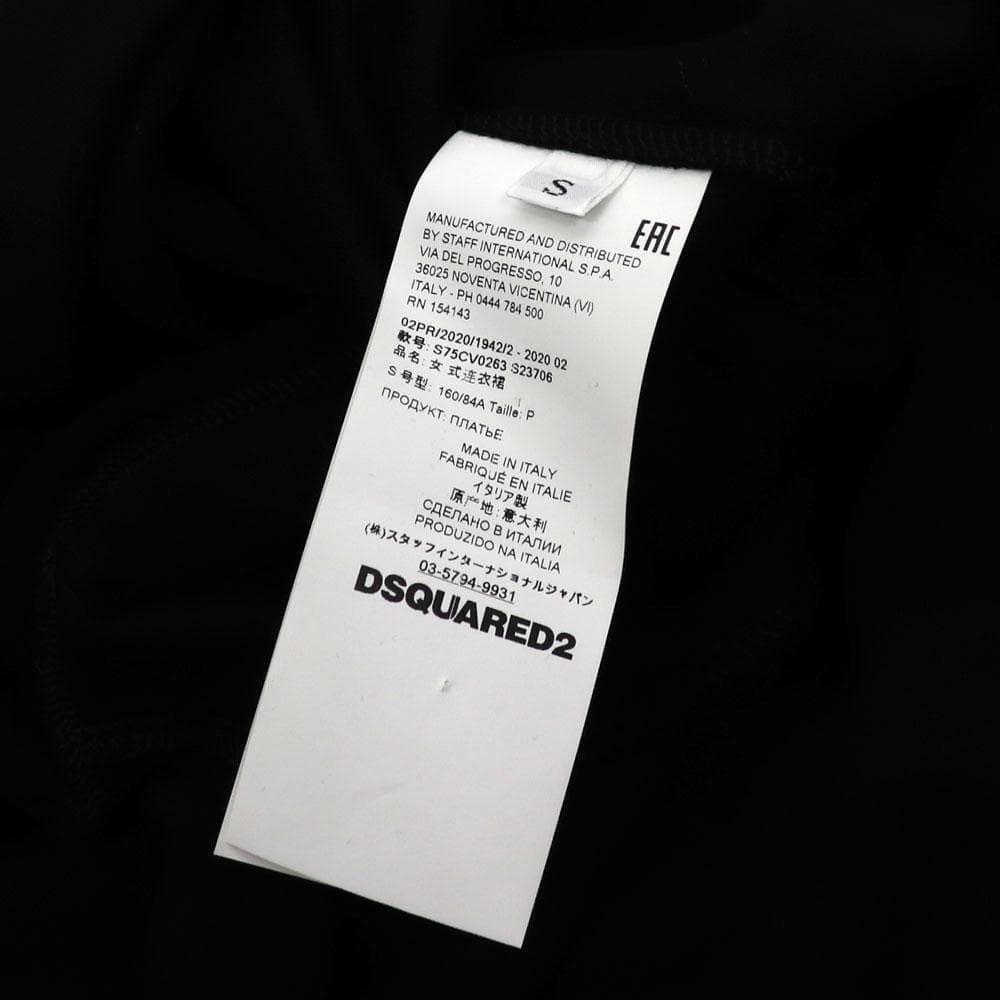 S
EAC
MANUFACTURED AND DISTRIBUTED
BY STAFF INTERNATIONAL S.P.A.
VIA DEL PROGRESSO, 10
36025 NOVENTA VICENTINA (VI)
ITALY - PH 0444 784 500
RN 154143
02PR/2020/1942/2 - 2020 02
款号: S75CV0263 S23706
品名: 女 式连衣裙
S 号型: 160/84A Taille: P
ПРОДУКТ: ПЛАТЬЕ
MADE IN ITALY
FABRIQUÉ EN ITALIE
イタリア製
原产地:意大利
СДЕЛАНО В ИТАЛИИ
PRODUZIDO NA ITALIA
(株)スタッフインターナショナルジャパン
03-5794-9931
DSQUARED2